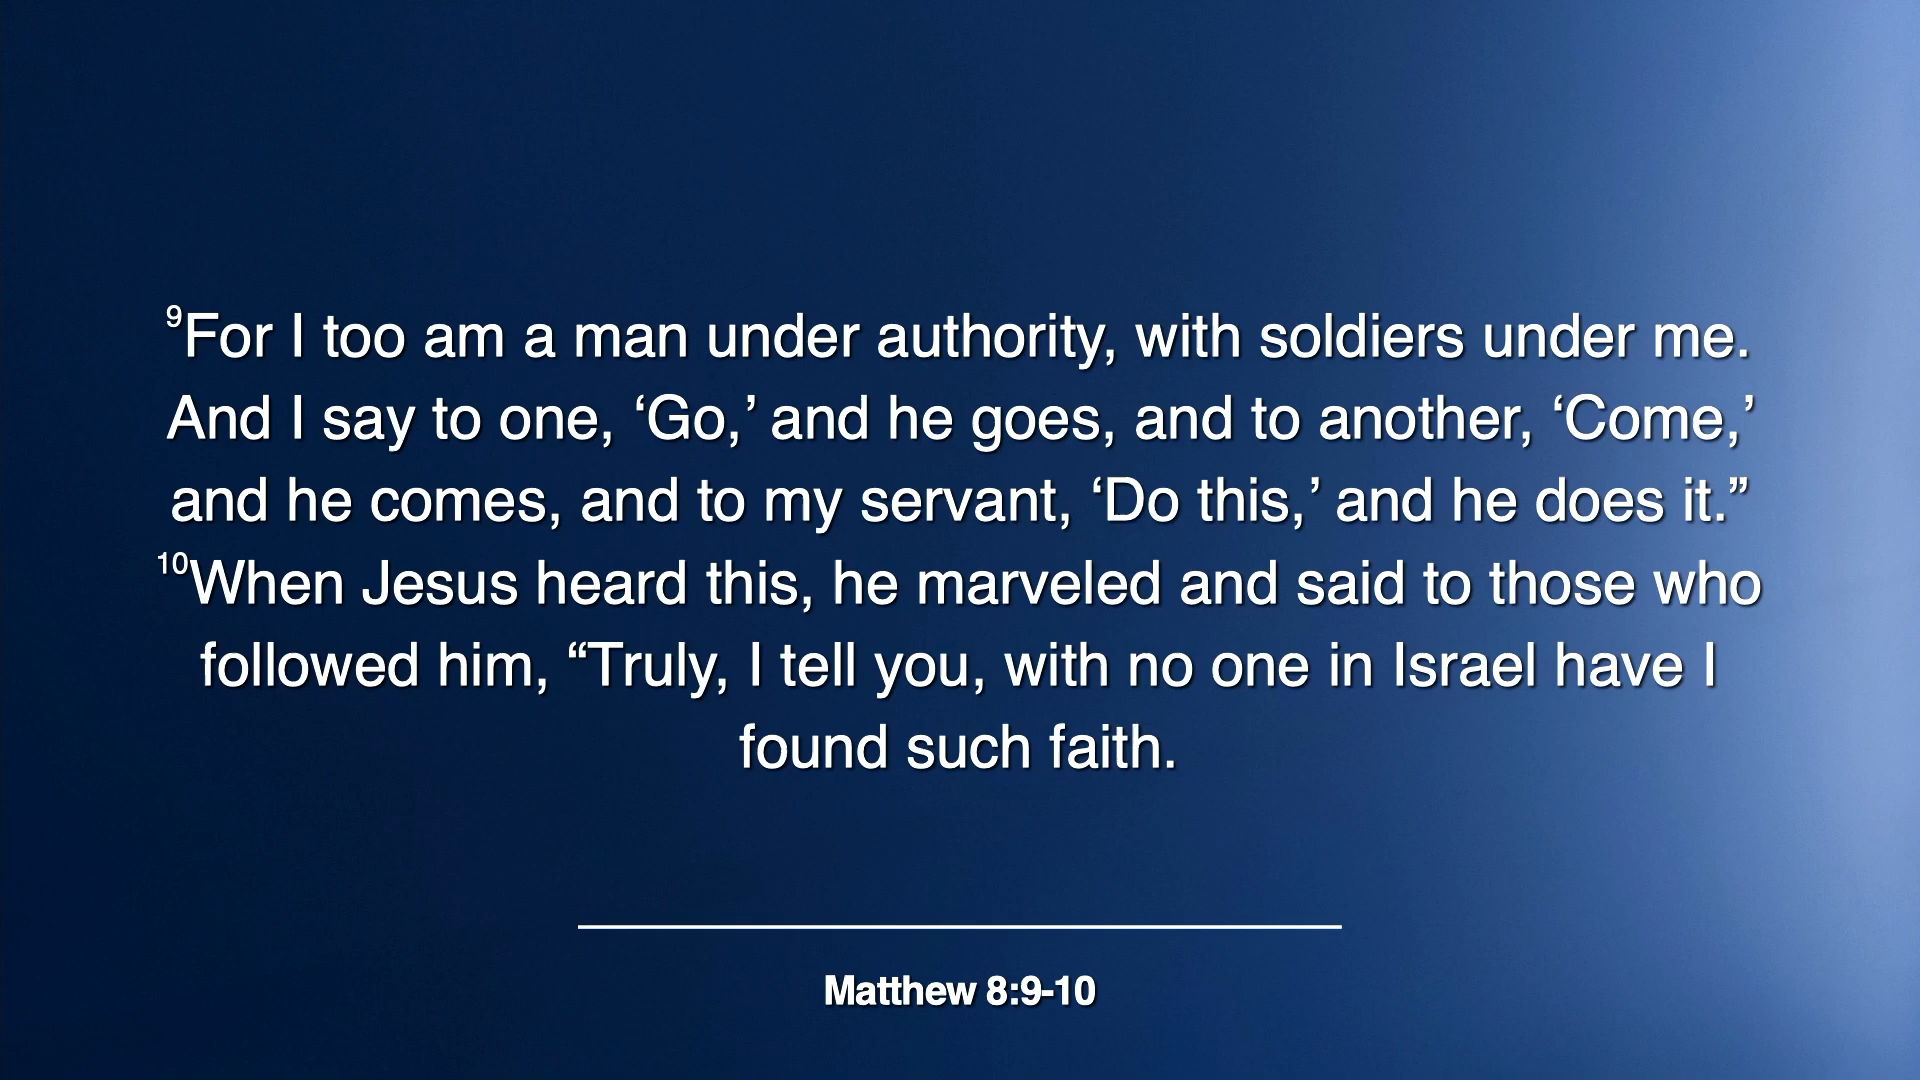 ⁹For I too am a man under authority, with soldiers under me.
And I say to one, ‘Go,’ and he goes, and to another, ‘Come,’
and he comes, and to my servant, ‘Do this,’ and he does it.”
¹⁰When Jesus heard this, he marveled and said to those who
followed him, “Truly, I tell you, with no one in Israel have I
found such faith.
Matthew 8:9-10